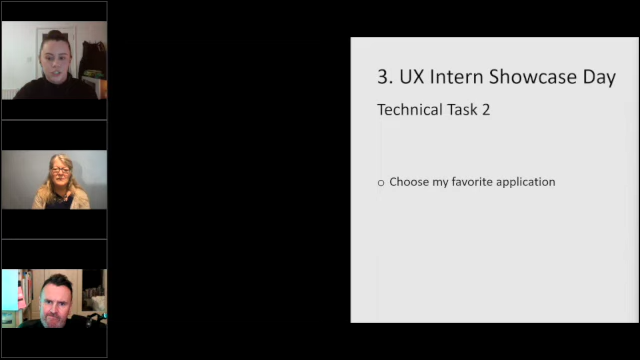 3. UX Intern Showcase Day
Technical Task 2
Choose my favorite application